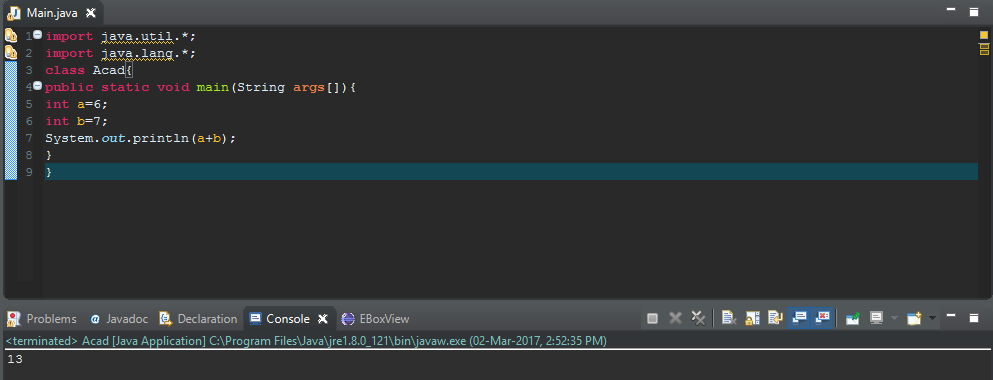 Main.java
1 import java.util.*;
2 import java.lang.*;
3 class Acad{
4 public static void main(String args[]){
5 int a=6;
6 int b=7;
7 System.out.println(a+b);
8 }
9 }
Problems @ Javadoc Declaration Console EBoxView
<terminated> Acad [Java Application] C:\Program Files\Java\jre1.8.0_121\bin\javaw.exe (02-Mar-2017, 2:52:35 PM)
13